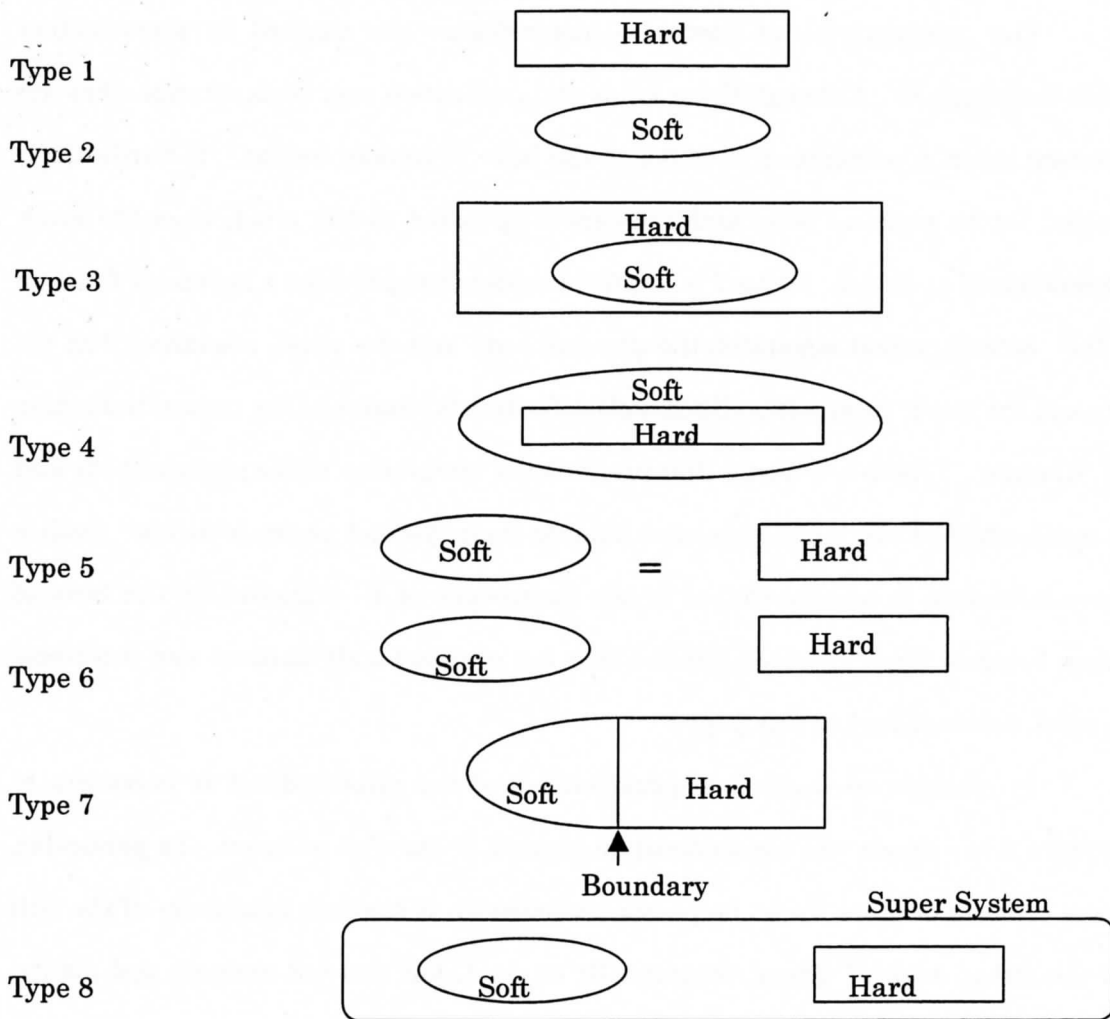 Hard
Type 1
Soft
Type 2
Hard
Type 3
Soft
Soft
Type 4
Hard
Type 5
Soft
=
Hard
Type 6
Soft
Hard
Type 7
Soft
Hard
Boundary
Super System
Type 8
Soft
Hard